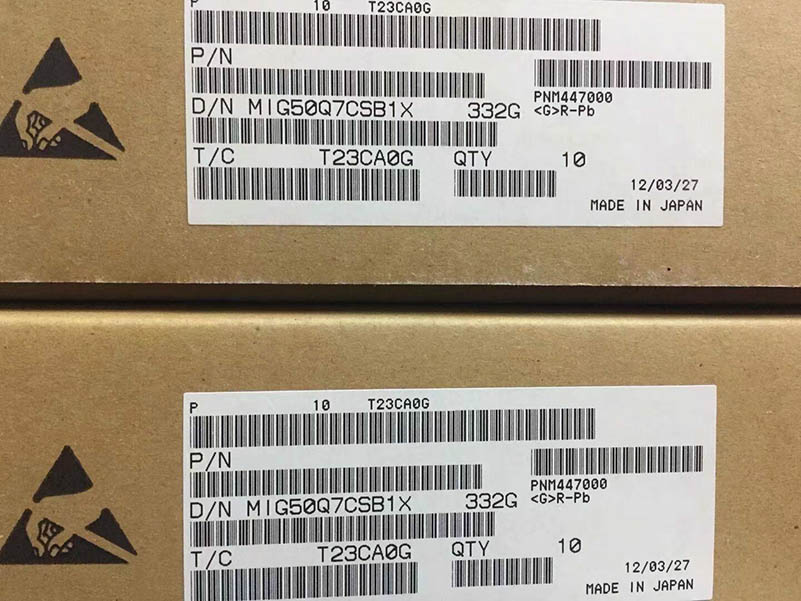 P 10 T23CA0G
P/N
PNM447000
D/N MIG50Q7CSB1X 332G <G>R-Pb
T/C T23CA0G QTY 10
12/03/27
MADE IN JAPAN
P 10 T23CA0G
P/N
PNM447000
D/N MIG50Q7CSB1X 332G <G>R-Pb
T/C T23CA0G QTY 10
12/03/27
MADE IN JAPAN